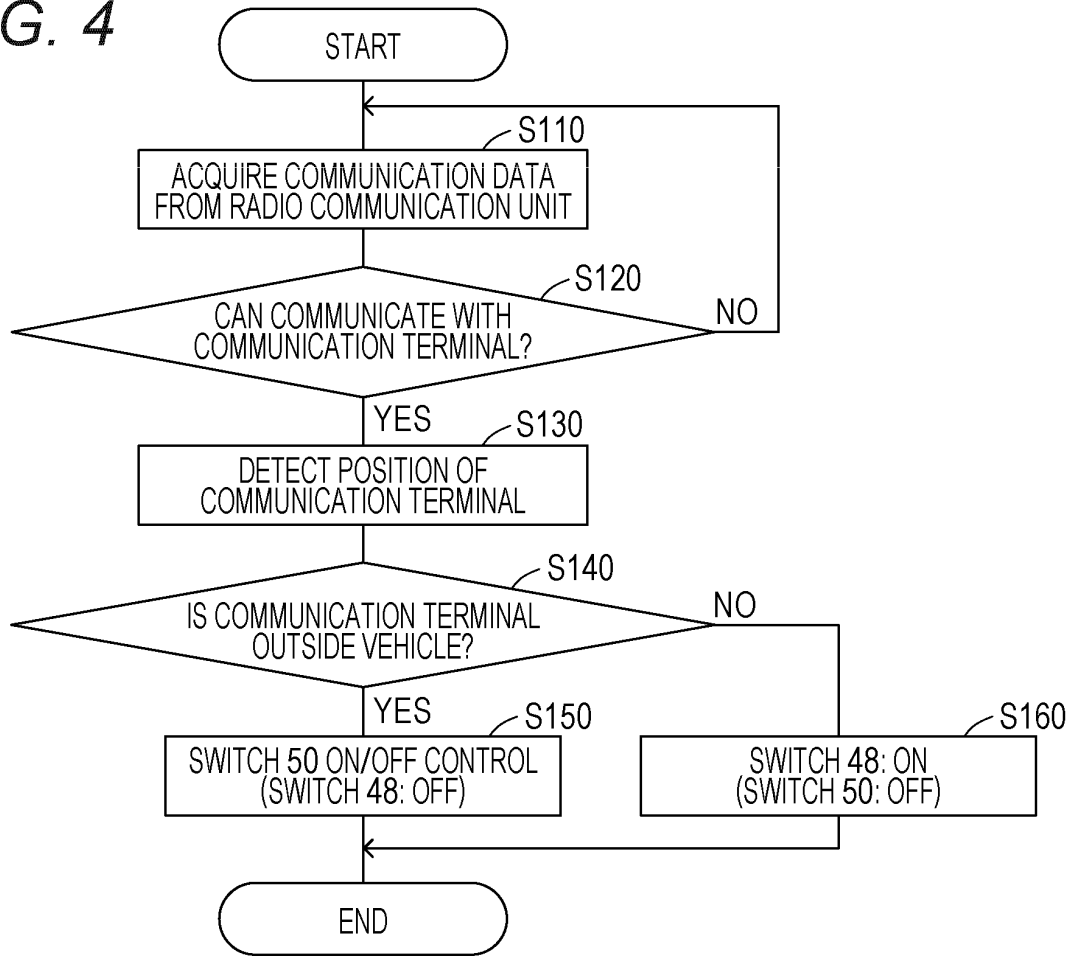 G. 4
START
S110
ACQUIRE COMMUNICATION DATA
FROM RADIO COMMUNICATION UNIT
S120
CAN COMMUNICATE WITH
COMMUNICATION TERMINAL?
NO
YES
S130
DETECT POSITION OF
COMMUNICATION TERMINAL
S140
IS COMMUNICATION TERMINAL
OUTSIDE VEHICLE?
NO
YES
S150
SWITCH 50 ON/OFF CONTROL
(SWITCH 48: OFF)
S160
SWITCH 48: ON
(SWITCH 50: OFF)
END